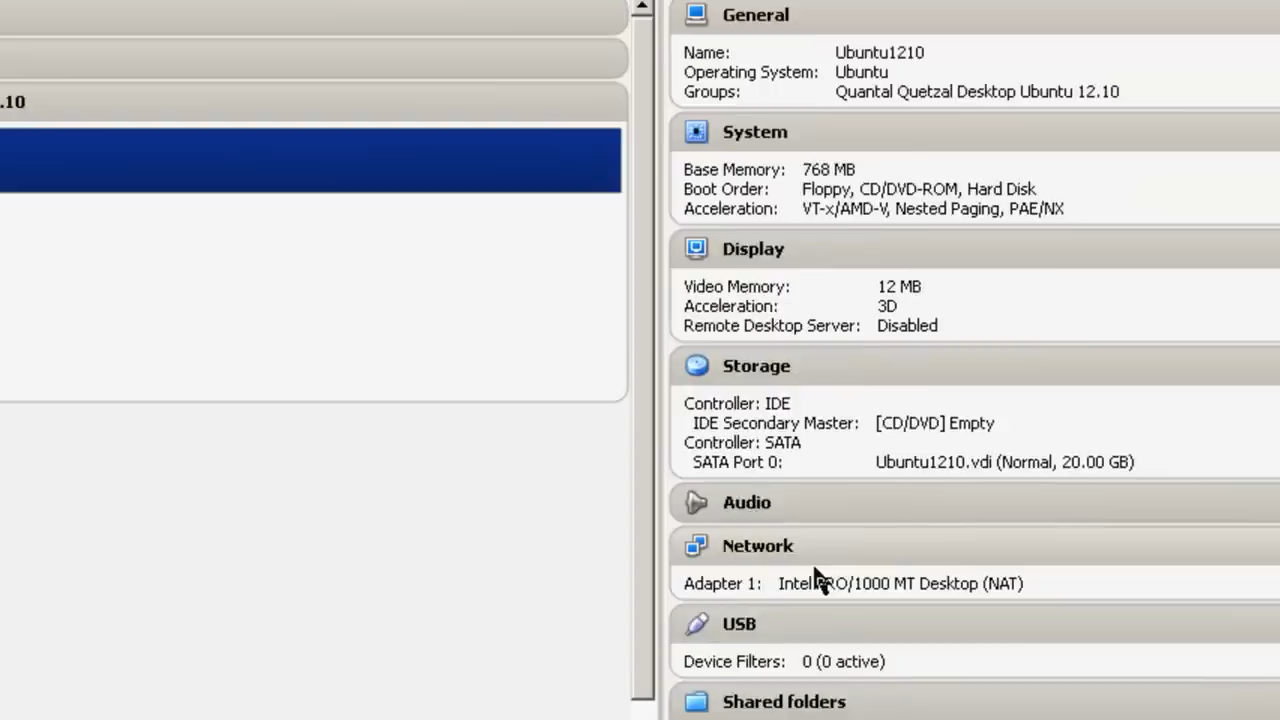 .10
General
Name: Ubuntu1210
Operating System: Ubuntu
Groups: Quantal Quetzal Desktop Ubuntu 12.10
System
Base Memory: 768 MB
Boot Order: Floppy, CD/DVD-ROM, Hard Disk
Acceleration: VT-x/AMD-V, Nested Paging, PAE/NX
Display
Video Memory: 12 MB
Acceleration: 3D
Remote Desktop Server: Disabled
Storage
Controller: IDE
IDE Secondary Master: [CD/DVD] Empty
Controller: SATA
SATA Port 0: Ubuntu1210.vdi (Normal, 20.00 GB)
Audio
Network
Adapter 1: Intel PRO/1000 MT Desktop (NAT)
USB
Device Filters: 0 (0 active)
Shared folders